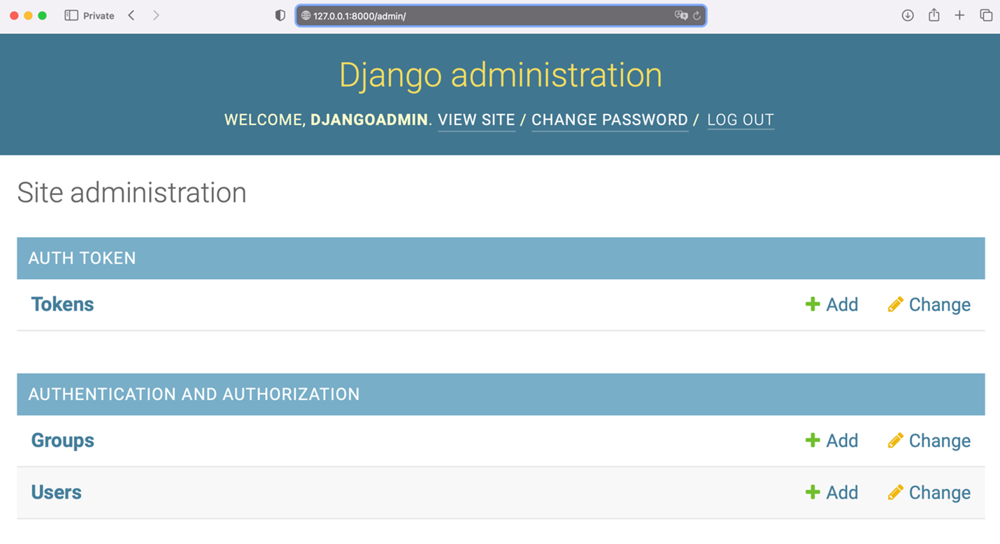 Private
127.0.0.1:8000/admin/
Django administration
WELCOME, DJANGOADMIN. VIEW SITE / CHANGE PASSWORD / LOG OUT
Site administration
AUTH TOKEN
Tokens Add Change
AUTHENTICATION AND AUTHORIZATION
Groups Add Change
Users Add Change